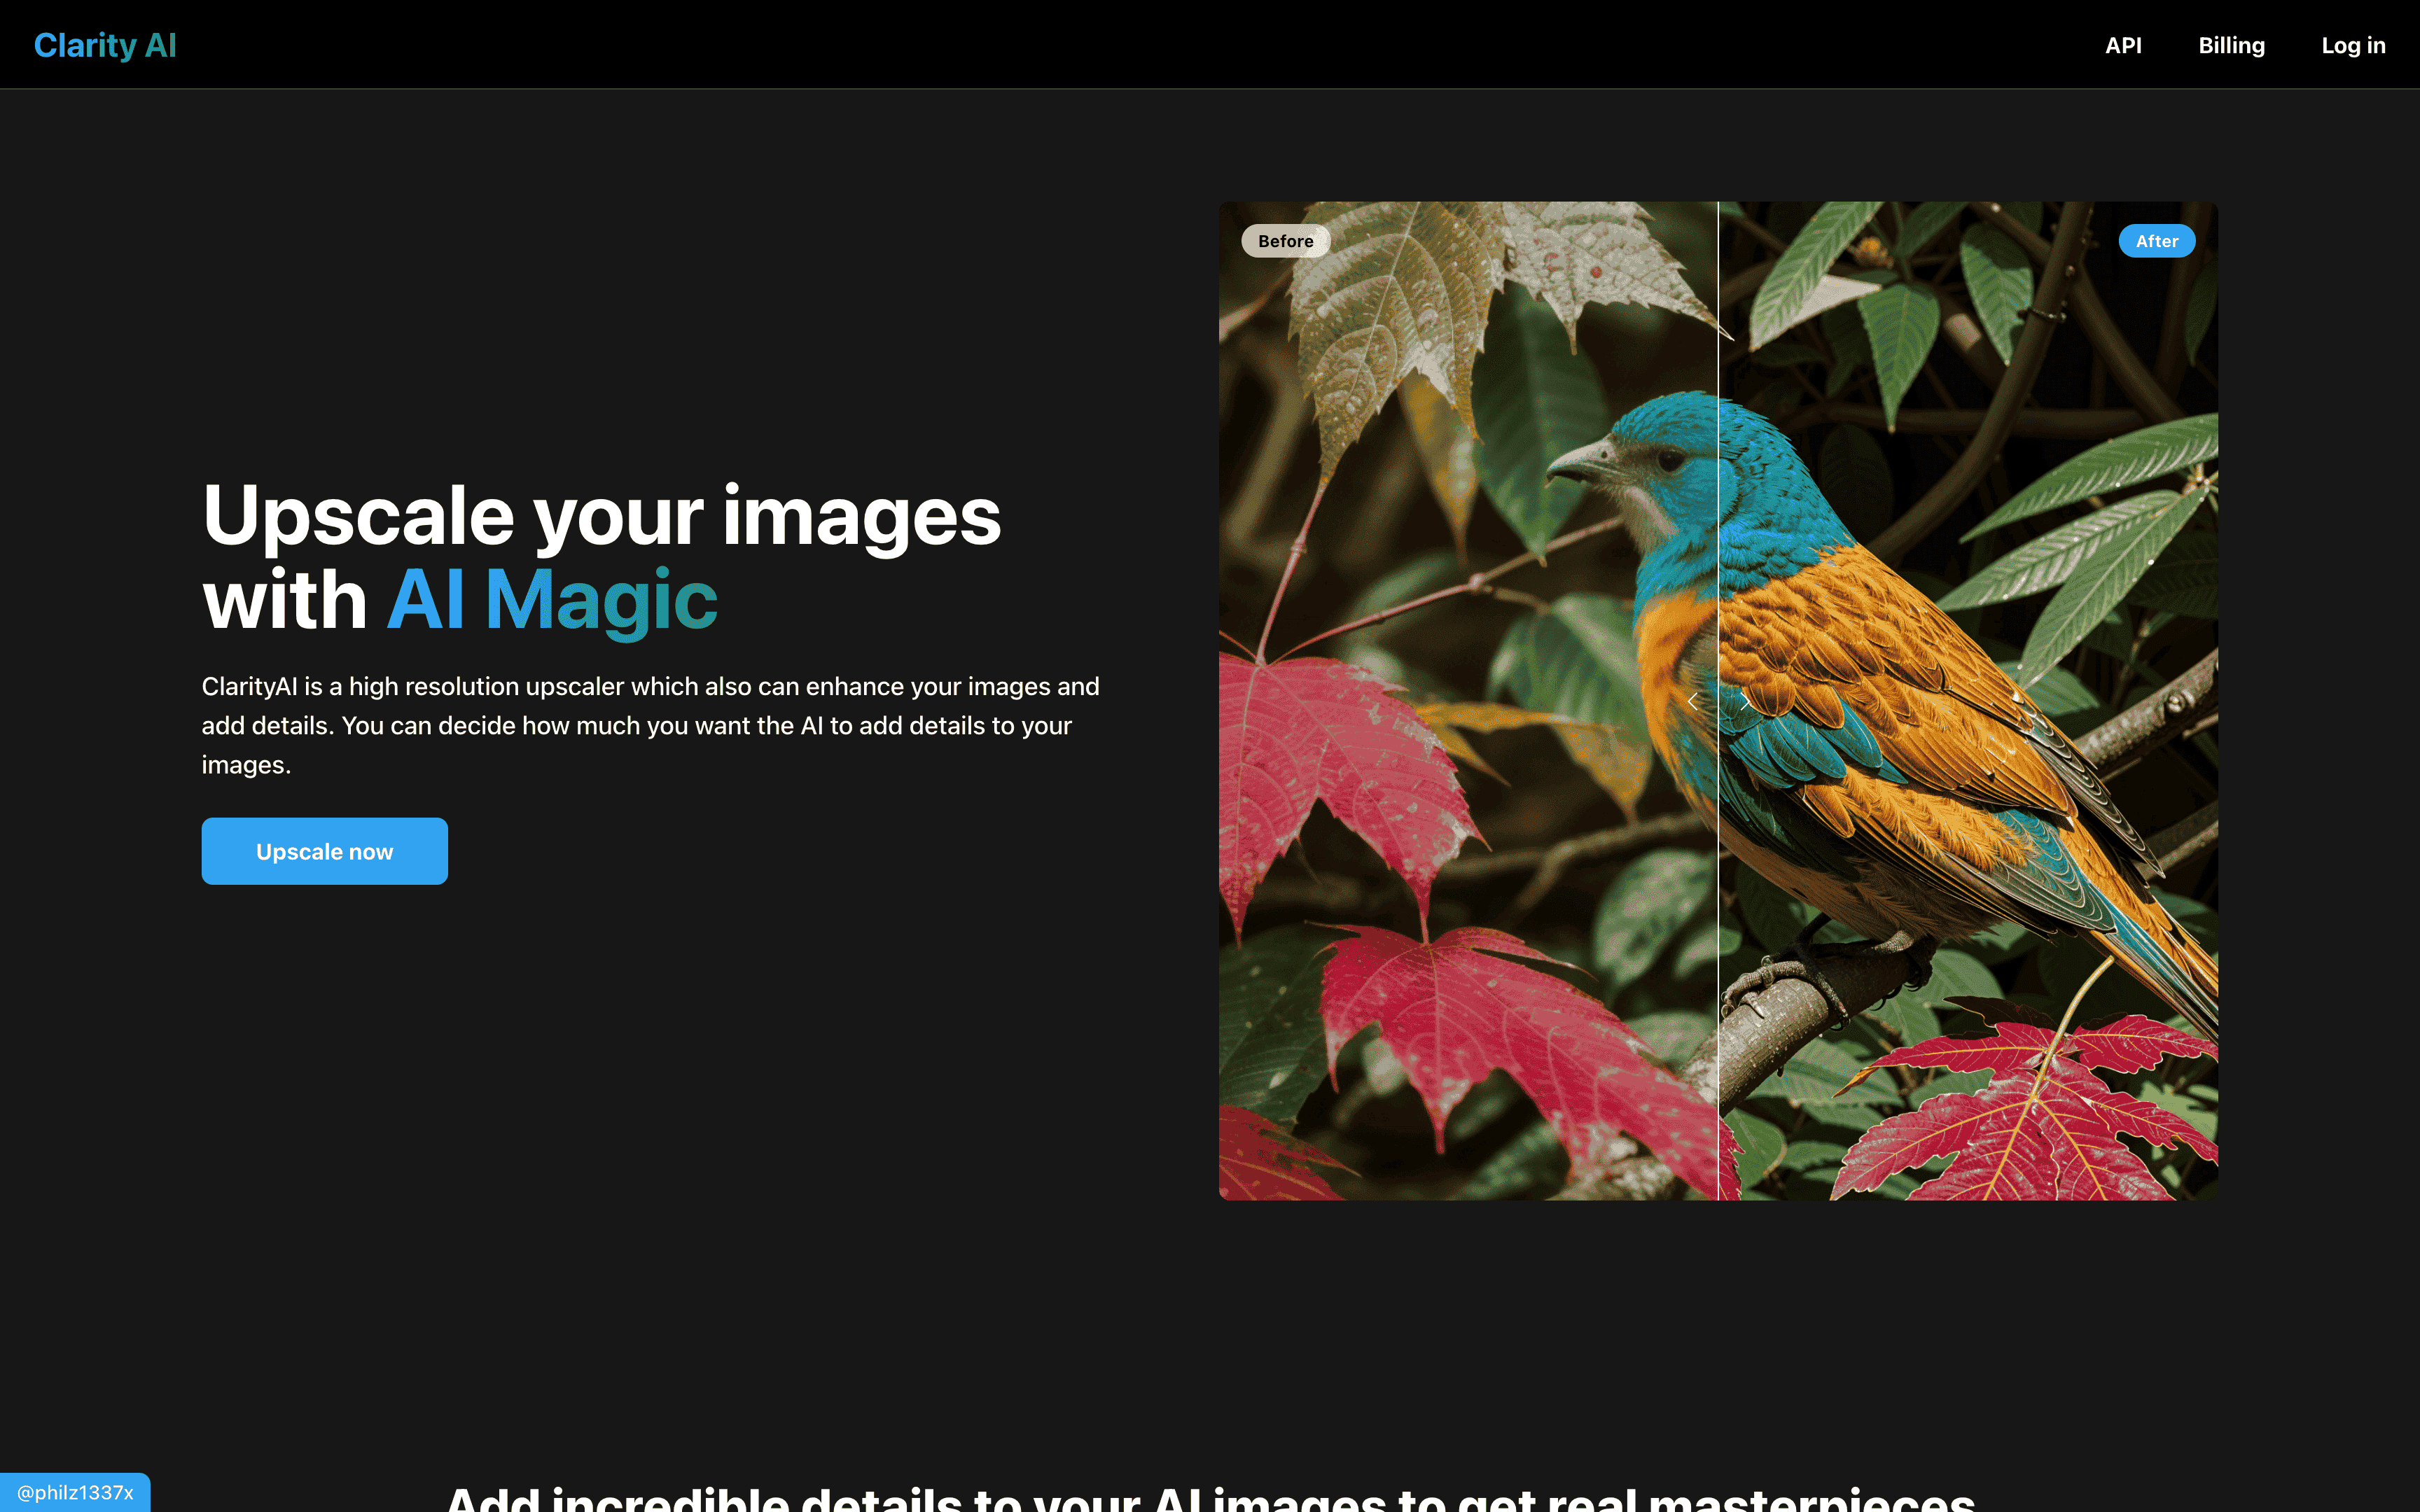 Clarity AI
API Billing Log in
Before
After
Upscale your images
with AI Magic
ClarityAI is a high resolution upscaler which also can enhance your images and
add details. You can decide how much you want the AI to add details to your
images.
Upscale now
@philz1337x
Add incredible details to your AI images to get real masterpieces